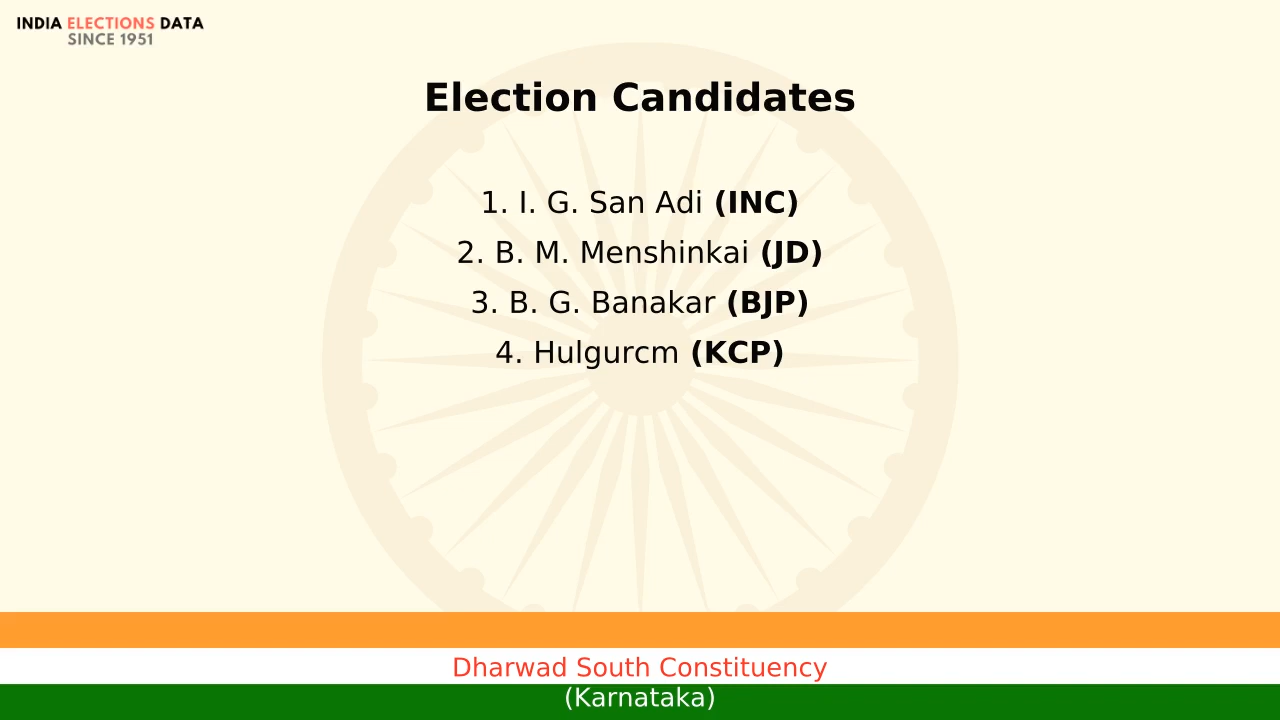 INDIA ELECTIONS DATA
SINCE 1951
Election Candidates
1. I. G. San Adi (INC)
2. B. M. Menshinkai (JD)
3. B. G. Banakar (BJP)
4. Hulgurcm (KCP)
Dharwad South Constituency
(Karnataka)